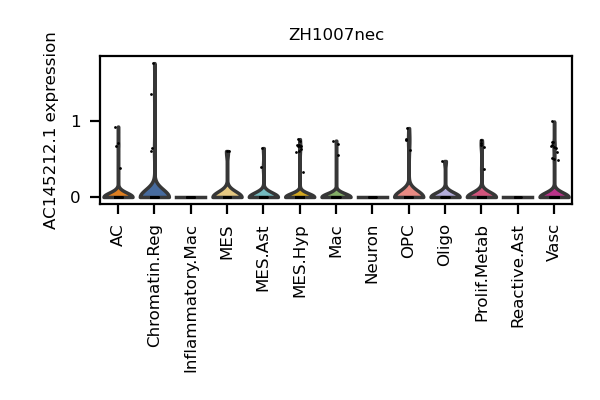 ZH1007nec
AC145212.1 expression
1
0
AC
Chromatin.Reg
Inflammatory.Mac
MES
MES.Ast
MES.Hyp
Mac
Neuron
OPC
Oligo
Prolif.Metab
Reactive.Ast
Vasc